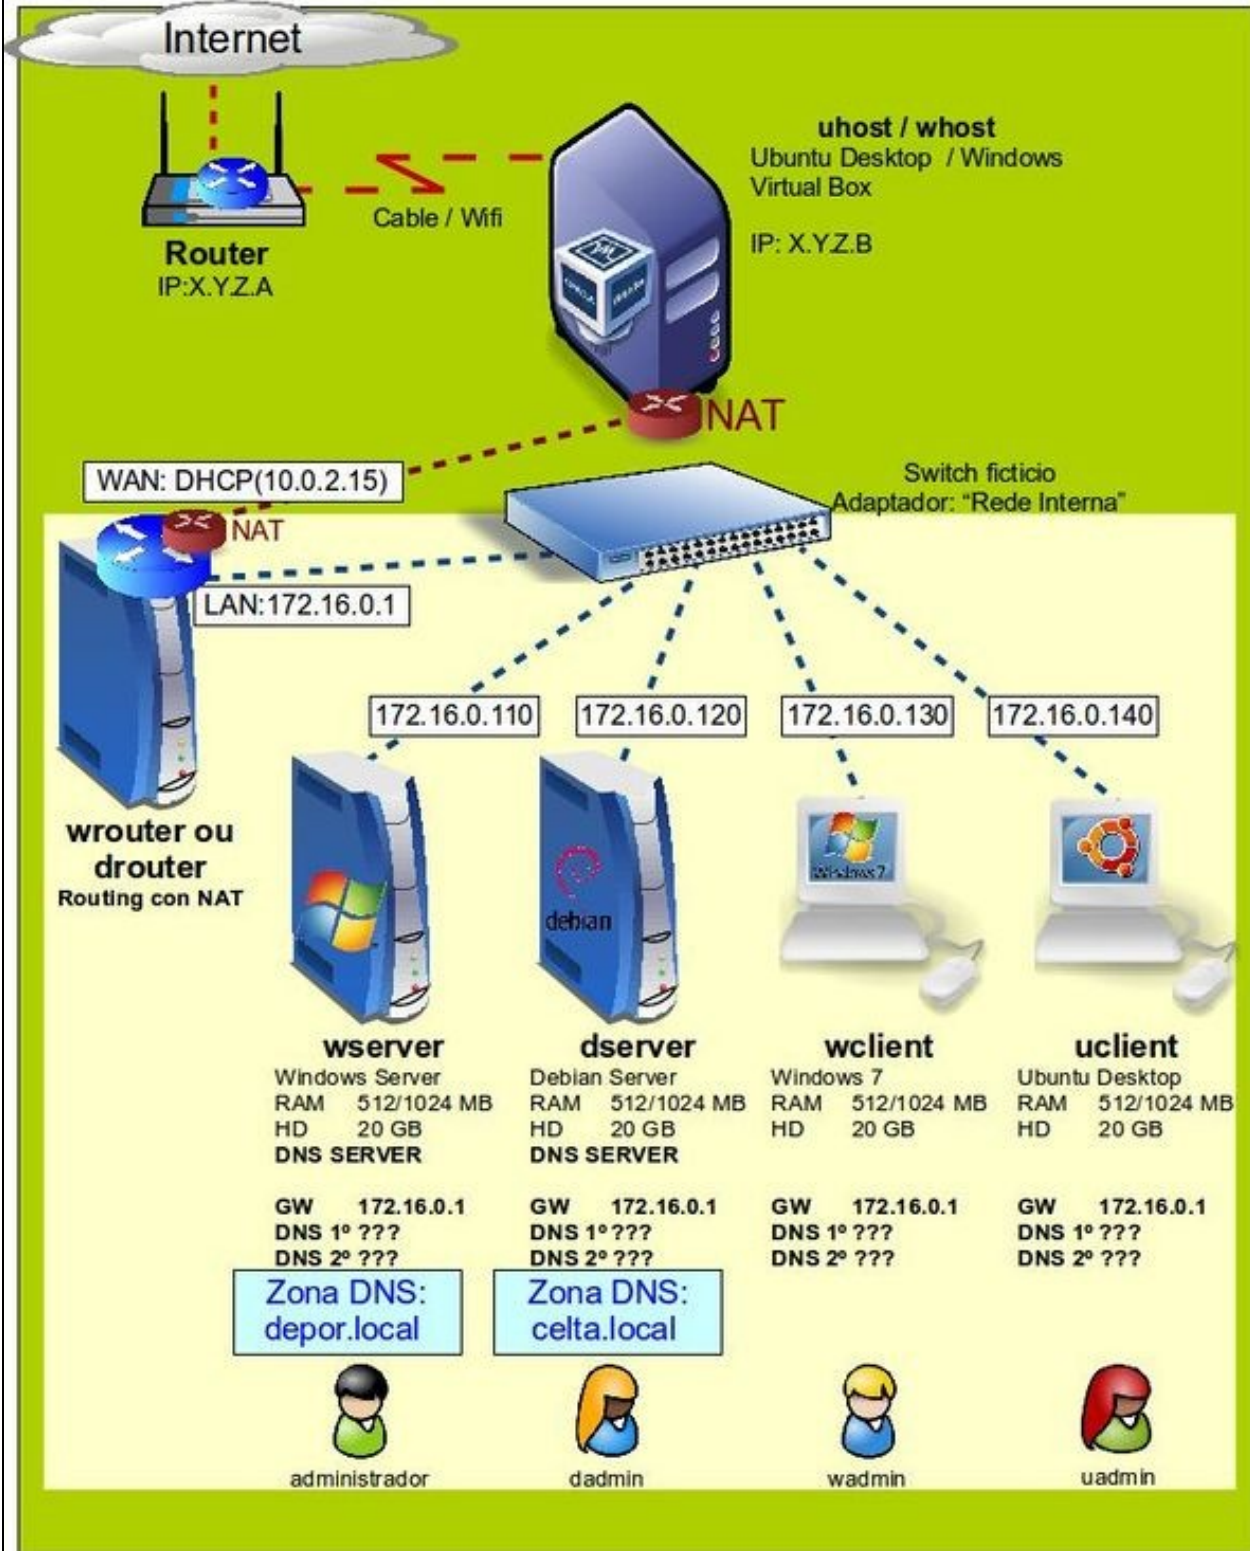 Internet
uhost / whost
Ubuntu Desktop / Windows
Virtual Box
IP: X.Y.Z.B
Cable / Wifi
Router
IP:X.Y.Z.A
NAT
WAN: DHCP(10.0.2.15)
Switch ficticio
Adaptador: “Rede Interna”
NAT
LAN:172.16.0.1
172.16.0.110
172.16.0.120
172.16.0.130
172.16.0.140
wrouter ou
drouter
Routing con NAT
debian
Windows 7
wserver
Windows Server
RAM 512/1024 MB
HD 20 GB
DNS SERVER
GW 172.16.0.1
DNS 1º ???
DNS 2º ???
Zona DNS:
depor.local
administrador
dserver
Debian Server
RAM 512/1024 MB
HD 20 GB
DNS SERVER
GW 172.16.0.1
DNS 1º ???
DNS 2º ???
Zona DNS:
celta.local
dadmin
wclient
Windows 7
RAM 512/1024 MB
HD 20 GB
GW 172.16.0.1
DNS 1º ???
DNS 2º ???
wadmin
uclient
Ubuntu Desktop
RAM 512/1024 MB
HD 20 GB
GW 172.16.0.1
DNS 1º ???
DNS 2º ???
uadmin